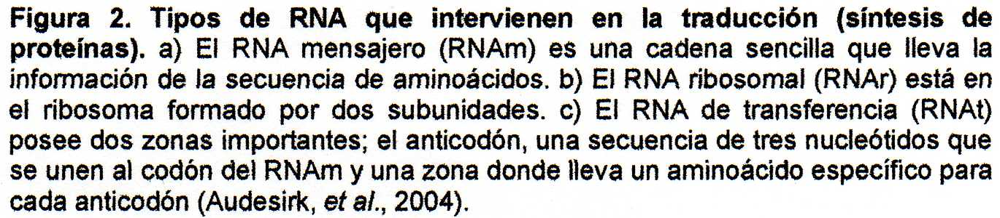 Figura 2. Tipos de RNA que intervienen en la traducción (síntesis de
proteínas). a) El RNA mensajero (RNAm) es una cadena sencilla que lleva la
información de la secuencia de aminoácidos. b) El RNA ribosomal (RNAr) está en
el ribosoma formado por dos subunidades. c) El RNA de transferencia (RNAt)
posee dos zonas importantes; el anticodón, una secuencia de tres nucleótidos que
se unen al codón del RNAm y una zona donde lleva un aminoácido específico para
cada anticodón (Audesirk, et al., 2004).